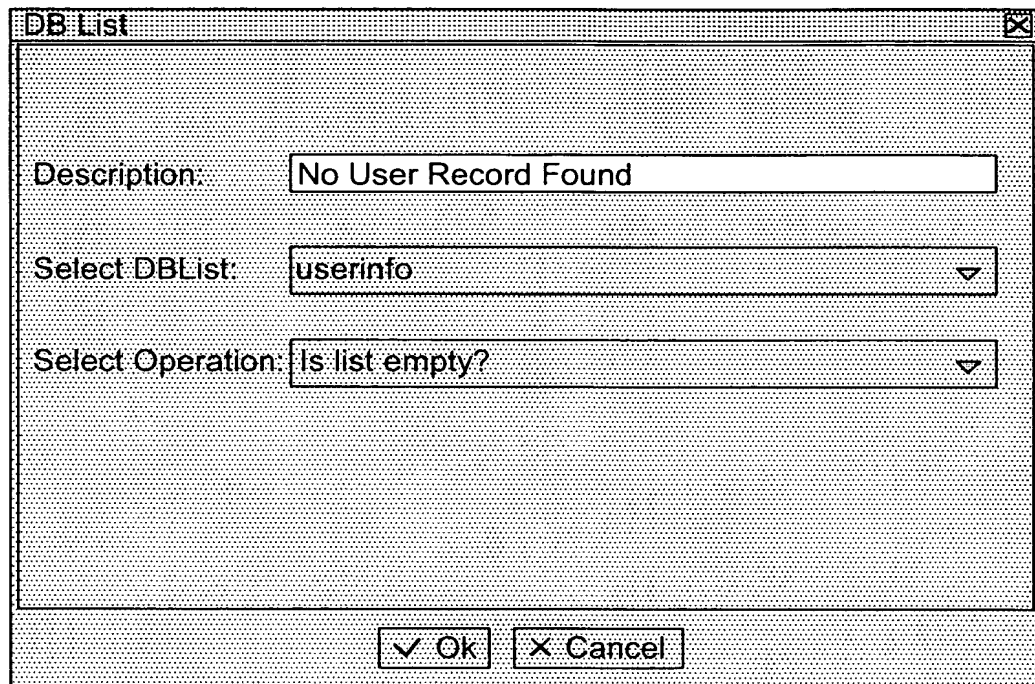 DB List
Description: No User Record Found
Select DBList: userinfo
Select Operation: Is list empty?
Ok Cancel